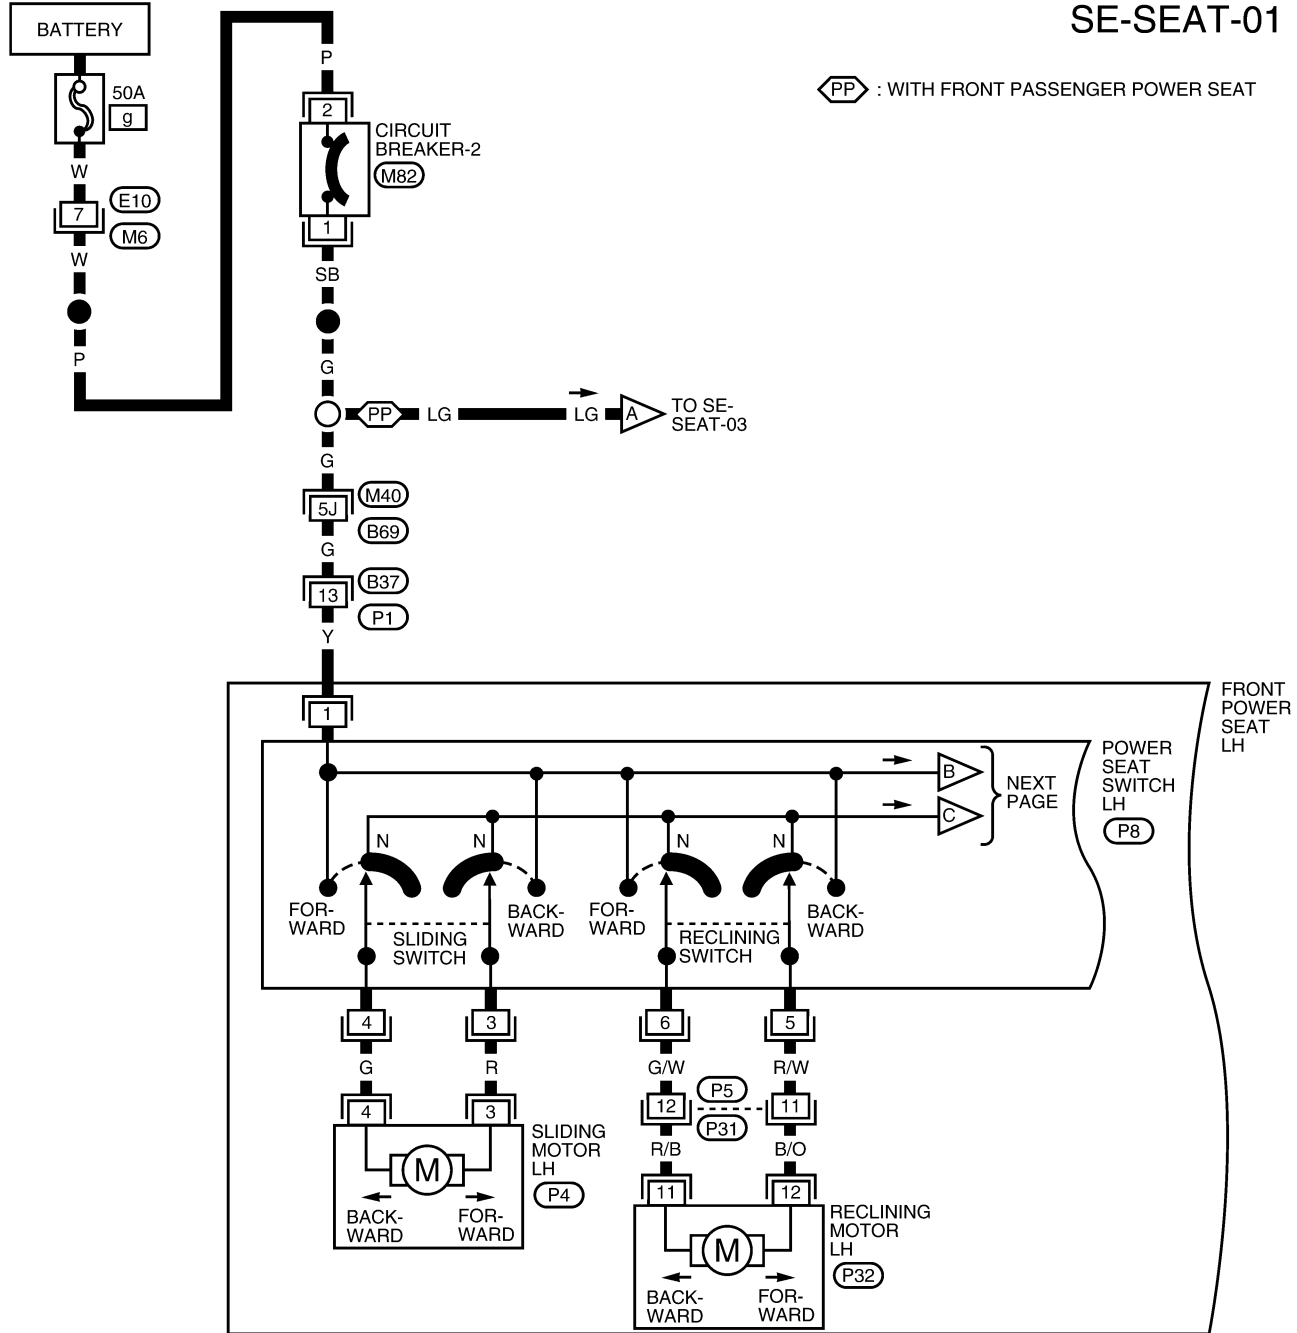 SE-SEAT-01
BATTERY
50A
g
W
7
E10
M6
W
P
P
2
CIRCUIT
BREAKER-2
M82
1
SB
G
PP : WITH FRONT PASSENGER POWER SEAT
PP
LG
LG
A
TO SE-
SEAT-03
G
5J
M40
B69
G
13
B37
P1
Y
1
FRONT
POWER
SEAT
LH
POWER
SEAT
SWITCH
LH
P8
B
C
NEXT
PAGE
N
N
N
N
FOR-
WARD
BACK-
WARD
FOR-
WARD
BACK-
WARD
SLIDING
SWITCH
RECLINING
SWITCH
4
3
6
5
G
R
G/W
R/W
12
P5
P31
11
R/B
B/O
4
3
SLIDING
MOTOR
LH
P4
M
BACK-
WARD
FOR-
WARD
11
12
RECLINING
MOTOR
LH
P32
M
BACK-
WARD
FOR-
WARD